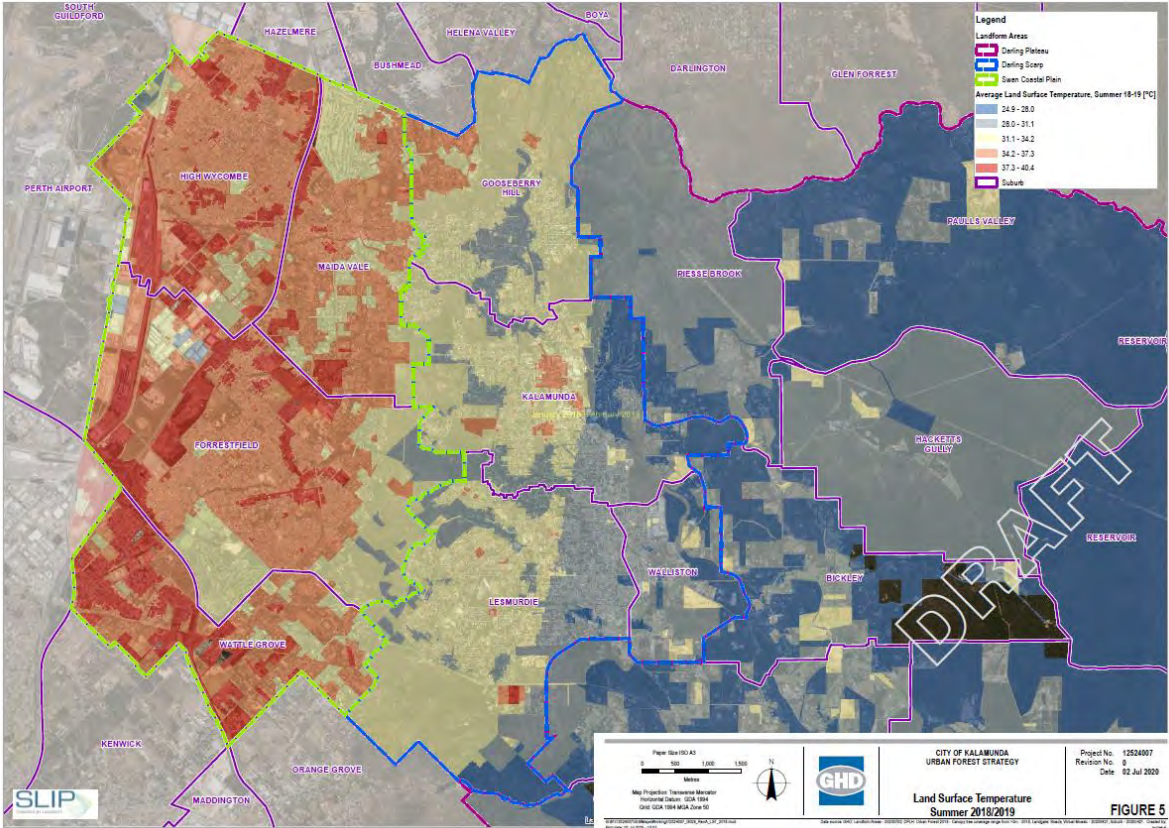 SOUTH
GUILDFORD
HAZELMERE
HELENA VALLEY
BOYA
BUSHMEAD
DARLINGTON
GLEN FORREST
Legend
Landform Areas
Darling Plateau
Darling Scarp
Swan Coastal Plain
Average Land Surface Temperature, Summer 18-19 [°C]
24.9 - 28.0
28.0 - 31.1
31.1 - 34.2
34.2 - 37.3
37.3 - 40.4
Suburb
PERTH AIRPORT
HIGH WYCOMBE
GOOSEBERRY
HILL
PAULLS VALLEY
MAIDA VALE
PIESSE BROOK
RESERVOIR
KALAMUNDA
FORRESTFIELD
HACKETTS
GULLY
DRAFT
RESERVOIR
WALLISTON
BICKLEY
LESMURDIE
WATTLE GROVE
KENWICK
ORANGE GROVE
MADDINGTON
SLIP
Paper Size ISO A3
0 500 1,000 1,500
Metres
Map Projection: Transverse Mercator
Horizontal Datum: GDA 1994
Grid: GDA 1994 MGA Zone 50
N
GHD
CITY OF KALAMUNDA
URBAN FOREST STRATEGY
Land Surface Temperature
Summer 2018/2019
Project No. 12524007
Revision No. 0
Date 02 Jul 2020
FIGURE 5